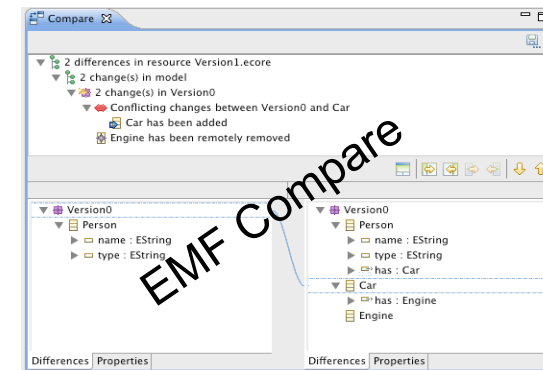 Compare
2 differences in resource Version1.ecore
2 change(s) in model
2 change(s) in Version0
Conflicting changes between Version0 and Car
Car has been added
Engine has been remotely removed
EMF Compare
Version0
Person
name : EString
type : EString
Version0
Person
name : EString
type : EString
has : Car
Car
has : Engine
Engine
Differences Properties
Differences Properties